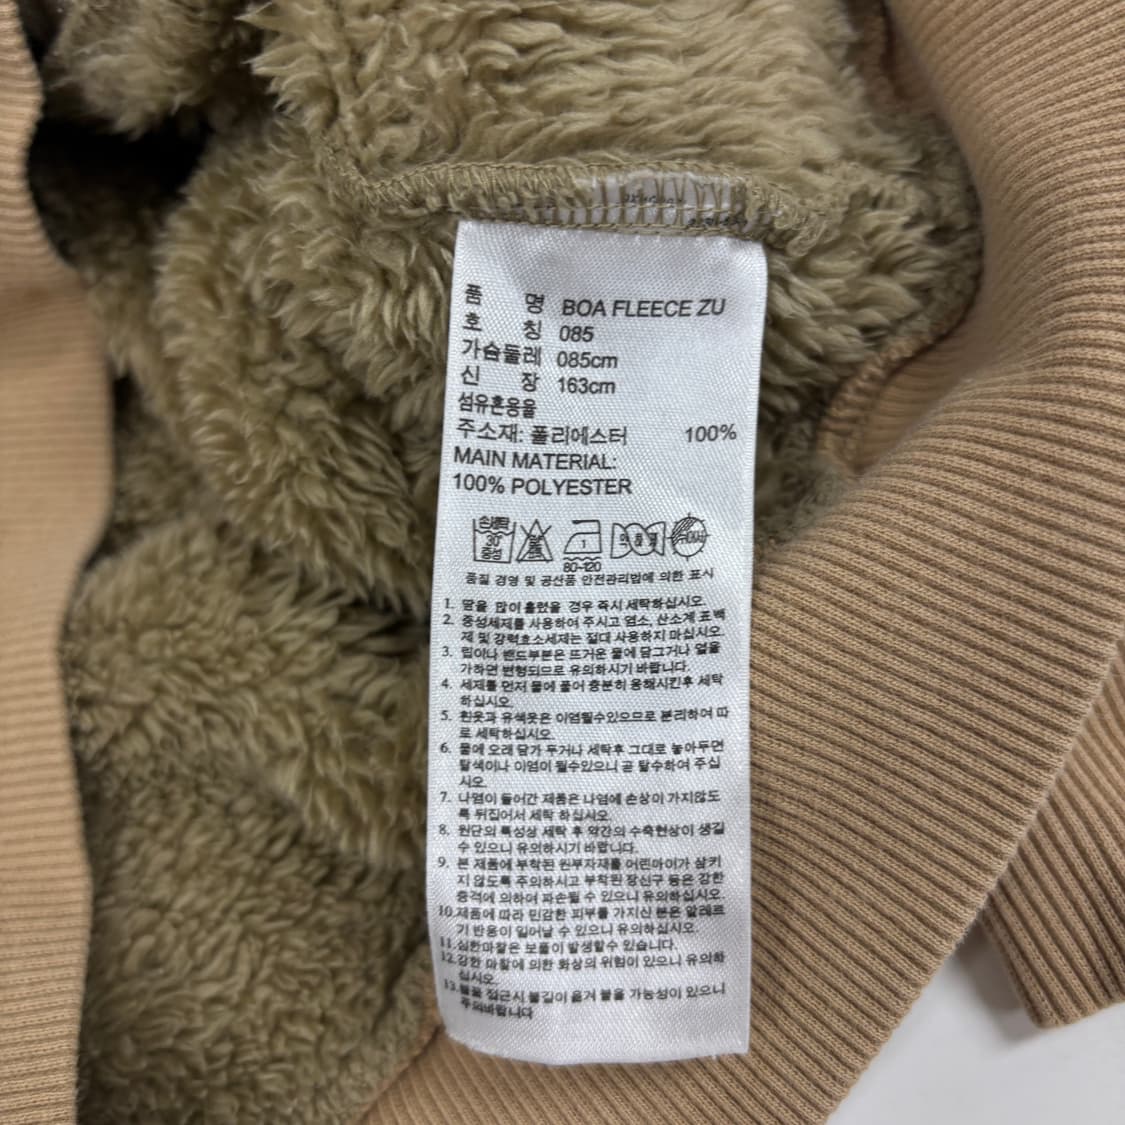 품 명 BOA FLEECE ZU
호 칭 085
가슴둘레 085cm
신 장 163cm
섬유혼용율
주소재: 폴리에스터 100%
MAIN MATERIAL:
100% POLYESTER
손세탁
30°
중성
1
80-120
품질 경영 및 공산품 안전관리법에 의한 표시
1. 땀을 많이 흘렸을 경우 즉시 세탁하십시오.
2. 중성세제를 사용하여 주시고 염소, 산소계 표백
제 및 강력효소세제는 절대 사용하지 마십시오.
3. 립이나 밴드부분은 뜨거운 물에 담그거나 열을
가하면 변형되므로 유의하시기 바랍니다.
4. 세제를 먼저 물에 풀어 충분히 용해시킨후 세탁
하십시오.
5. 흰옷과 유색옷은 이염될수있으므로 분리하여 따
로 세탁하십시오.
6. 물에 오래 담가 두거나 세탁후 그대로 놓아두면
탈색이나 이염이 될수있으니 곧 탈수하여 주십
시오.
7. 나염이 들어간 제품은 나염에 손상이 가지않도
록 뒤집어서 세탁 하십시오.
8. 원단의 특성상 세탁 후 약간의 수축현상이 생길
수 있으니 유의하시기 바랍니다.
9. 본 제품에 부착된 원부자재를 어린아이가 삼키
지 않도록 주의하시고 부착된 장신구 등은 강한
충격에 의하여 파손될 수 있으니 유의하십시오.
10. 제품에 따라 민감한 피부를 가지신 분은 알레르
기 반응이 일어날 수 있으니 유의하십시오.
11. 심한마찰은 보풀이 발생할수 있습니다.
12. 강한 마찰에 의한 화상의 위험이 있으니 유의하
십시오.
13. 불꽃 접근시 불길이 옮겨 붙을 가능성이 있으니
주의바랍니다